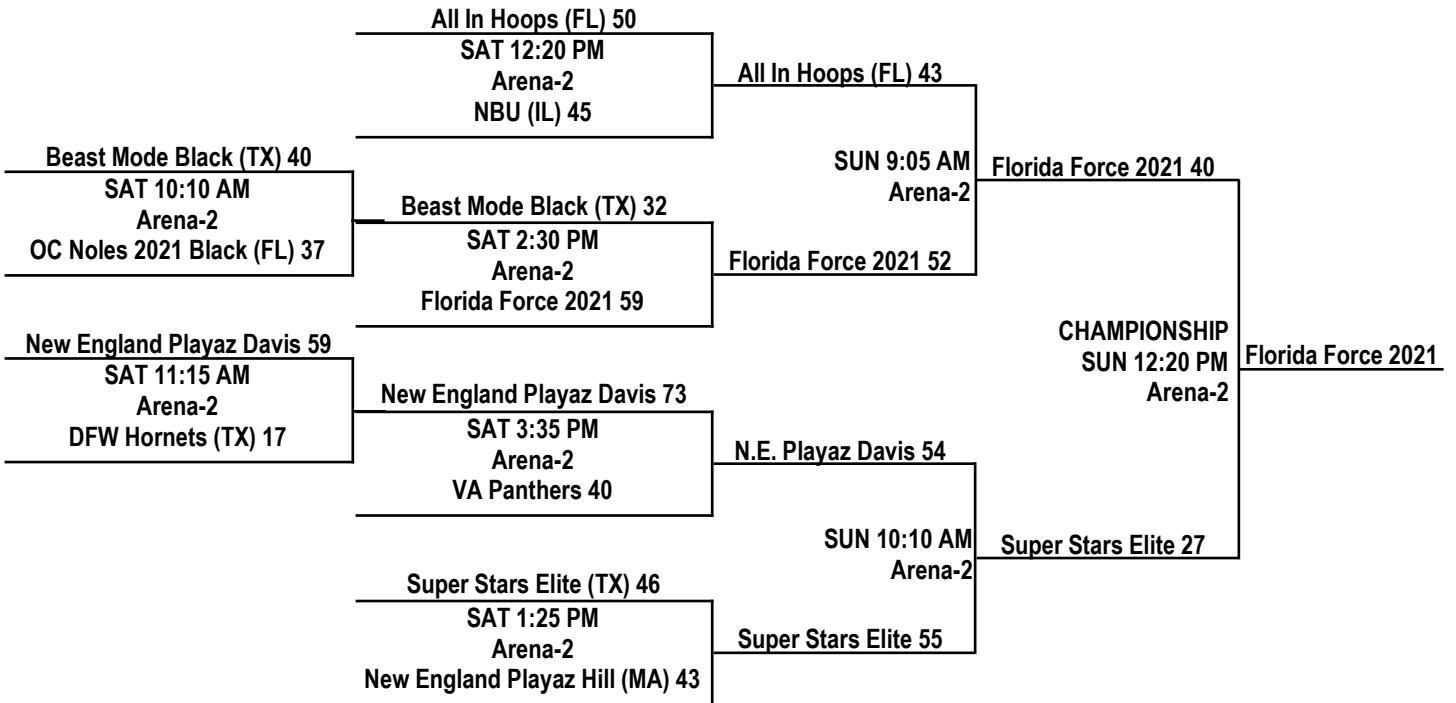 All In Hoops (FL) 50
SAT 12:20 PM
Arena-2
NBU (IL) 45
All In Hoops (FL) 43
Beast Mode Black (TX) 40
SAT 10:10 AM
Arena-2
OC Noles 2021 Black (FL) 37
Beast Mode Black (TX) 32
SAT 2:30 PM
Arena-2
Florida Force 2021 59
SUN 9:05 AM
Arena-2
Florida Force 2021 52
Florida Force 2021 40
New England Playaz Davis 59
SAT 11:15 AM
Arena-2
DFW Hornets (TX) 17
New England Playaz Davis 73
SAT 3:35 PM
Arena-2
VA Panthers 40
N.E. Playaz Davis 54
CHAMPIONSHIP
SUN 12:20 PM
Arena-2
Florida Force 2021
SUN 10:10 AM
Arena-2
Super Stars Elite 27
Super Stars Elite (TX) 46
SAT 1:25 PM
Arena-2
New England Playaz Hill (MA) 43
Super Stars Elite 55